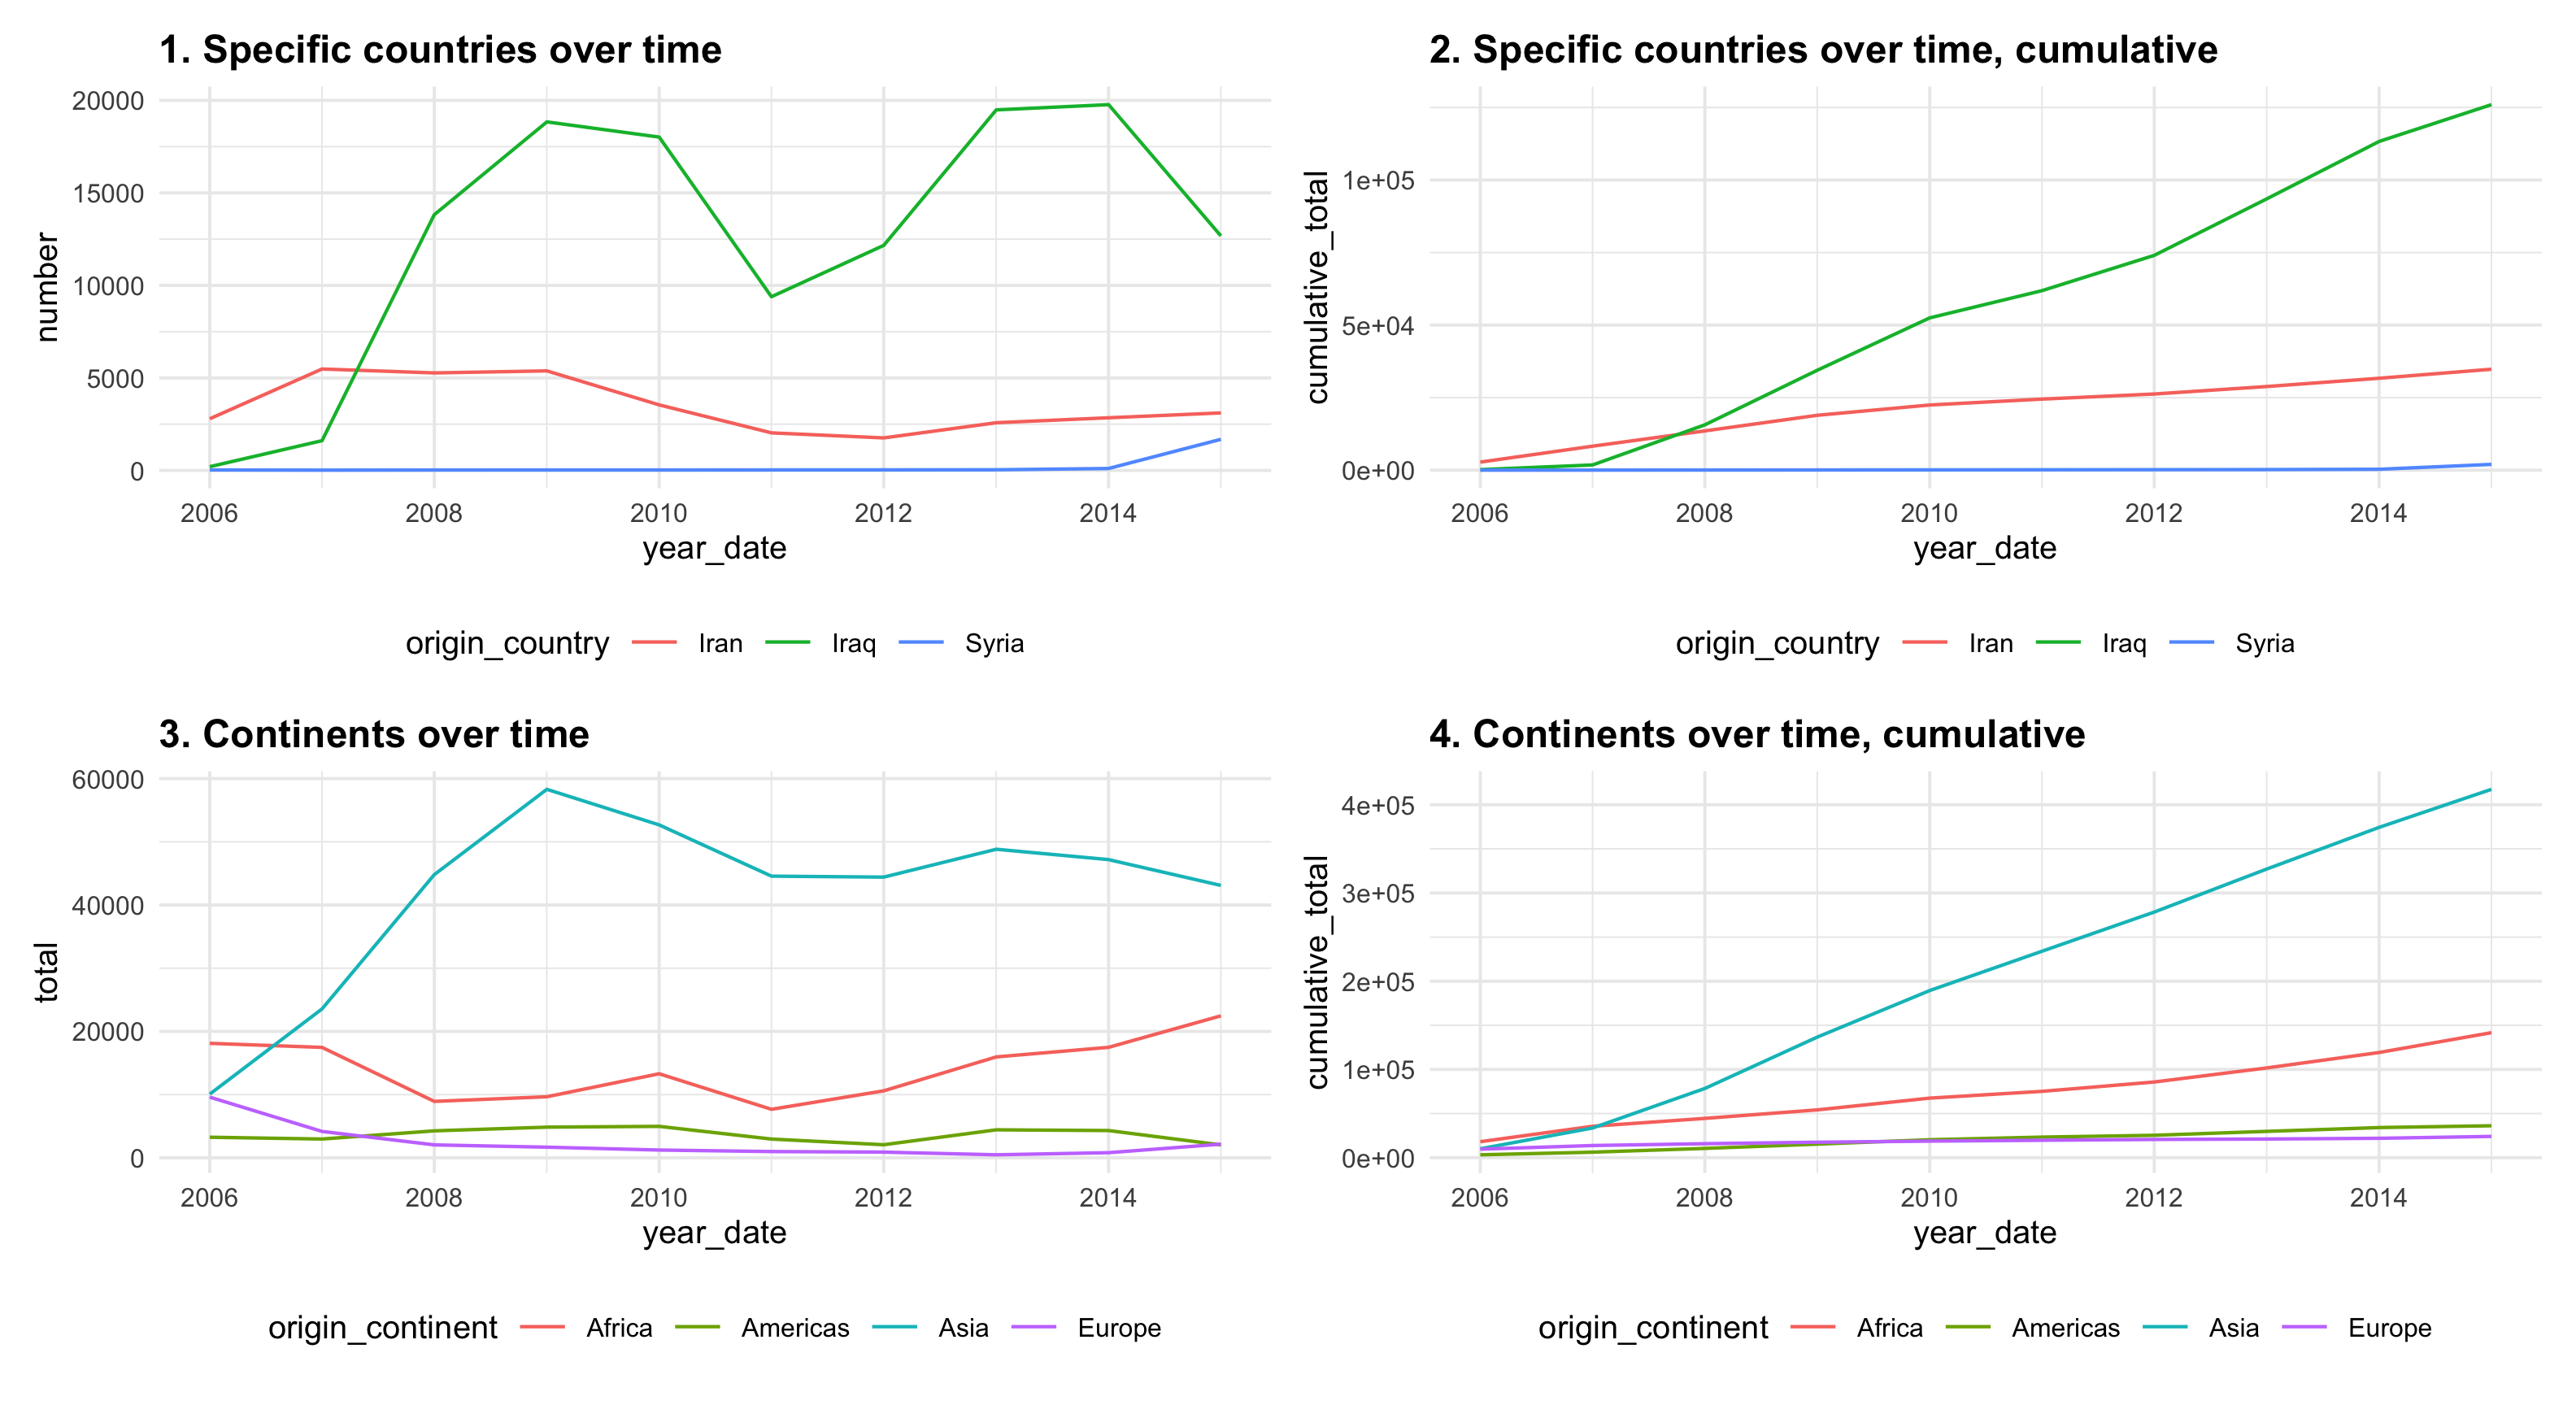 1. Specific countries over time
20000
15000
10000
5000
0
number
2006 2008 2010 2012 2014
year_date
origin_country Iran Iraq Syria
2. Specific countries over time, cumulative
1e+05
5e+04
0e+00
cumulative_total
2006 2008 2010 2012 2014
year_date
origin_country Iran Iraq Syria
3. Continents over time
60000
40000
20000
0
total
2006 2008 2010 2012 2014
year_date
origin_continent Africa Americas Asia Europe
4. Continents over time, cumulative
4e+05
3e+05
2e+05
1e+05
0e+00
cumulative_total
2006 2008 2010 2012 2014
year_date
origin_continent Africa Americas Asia Europe